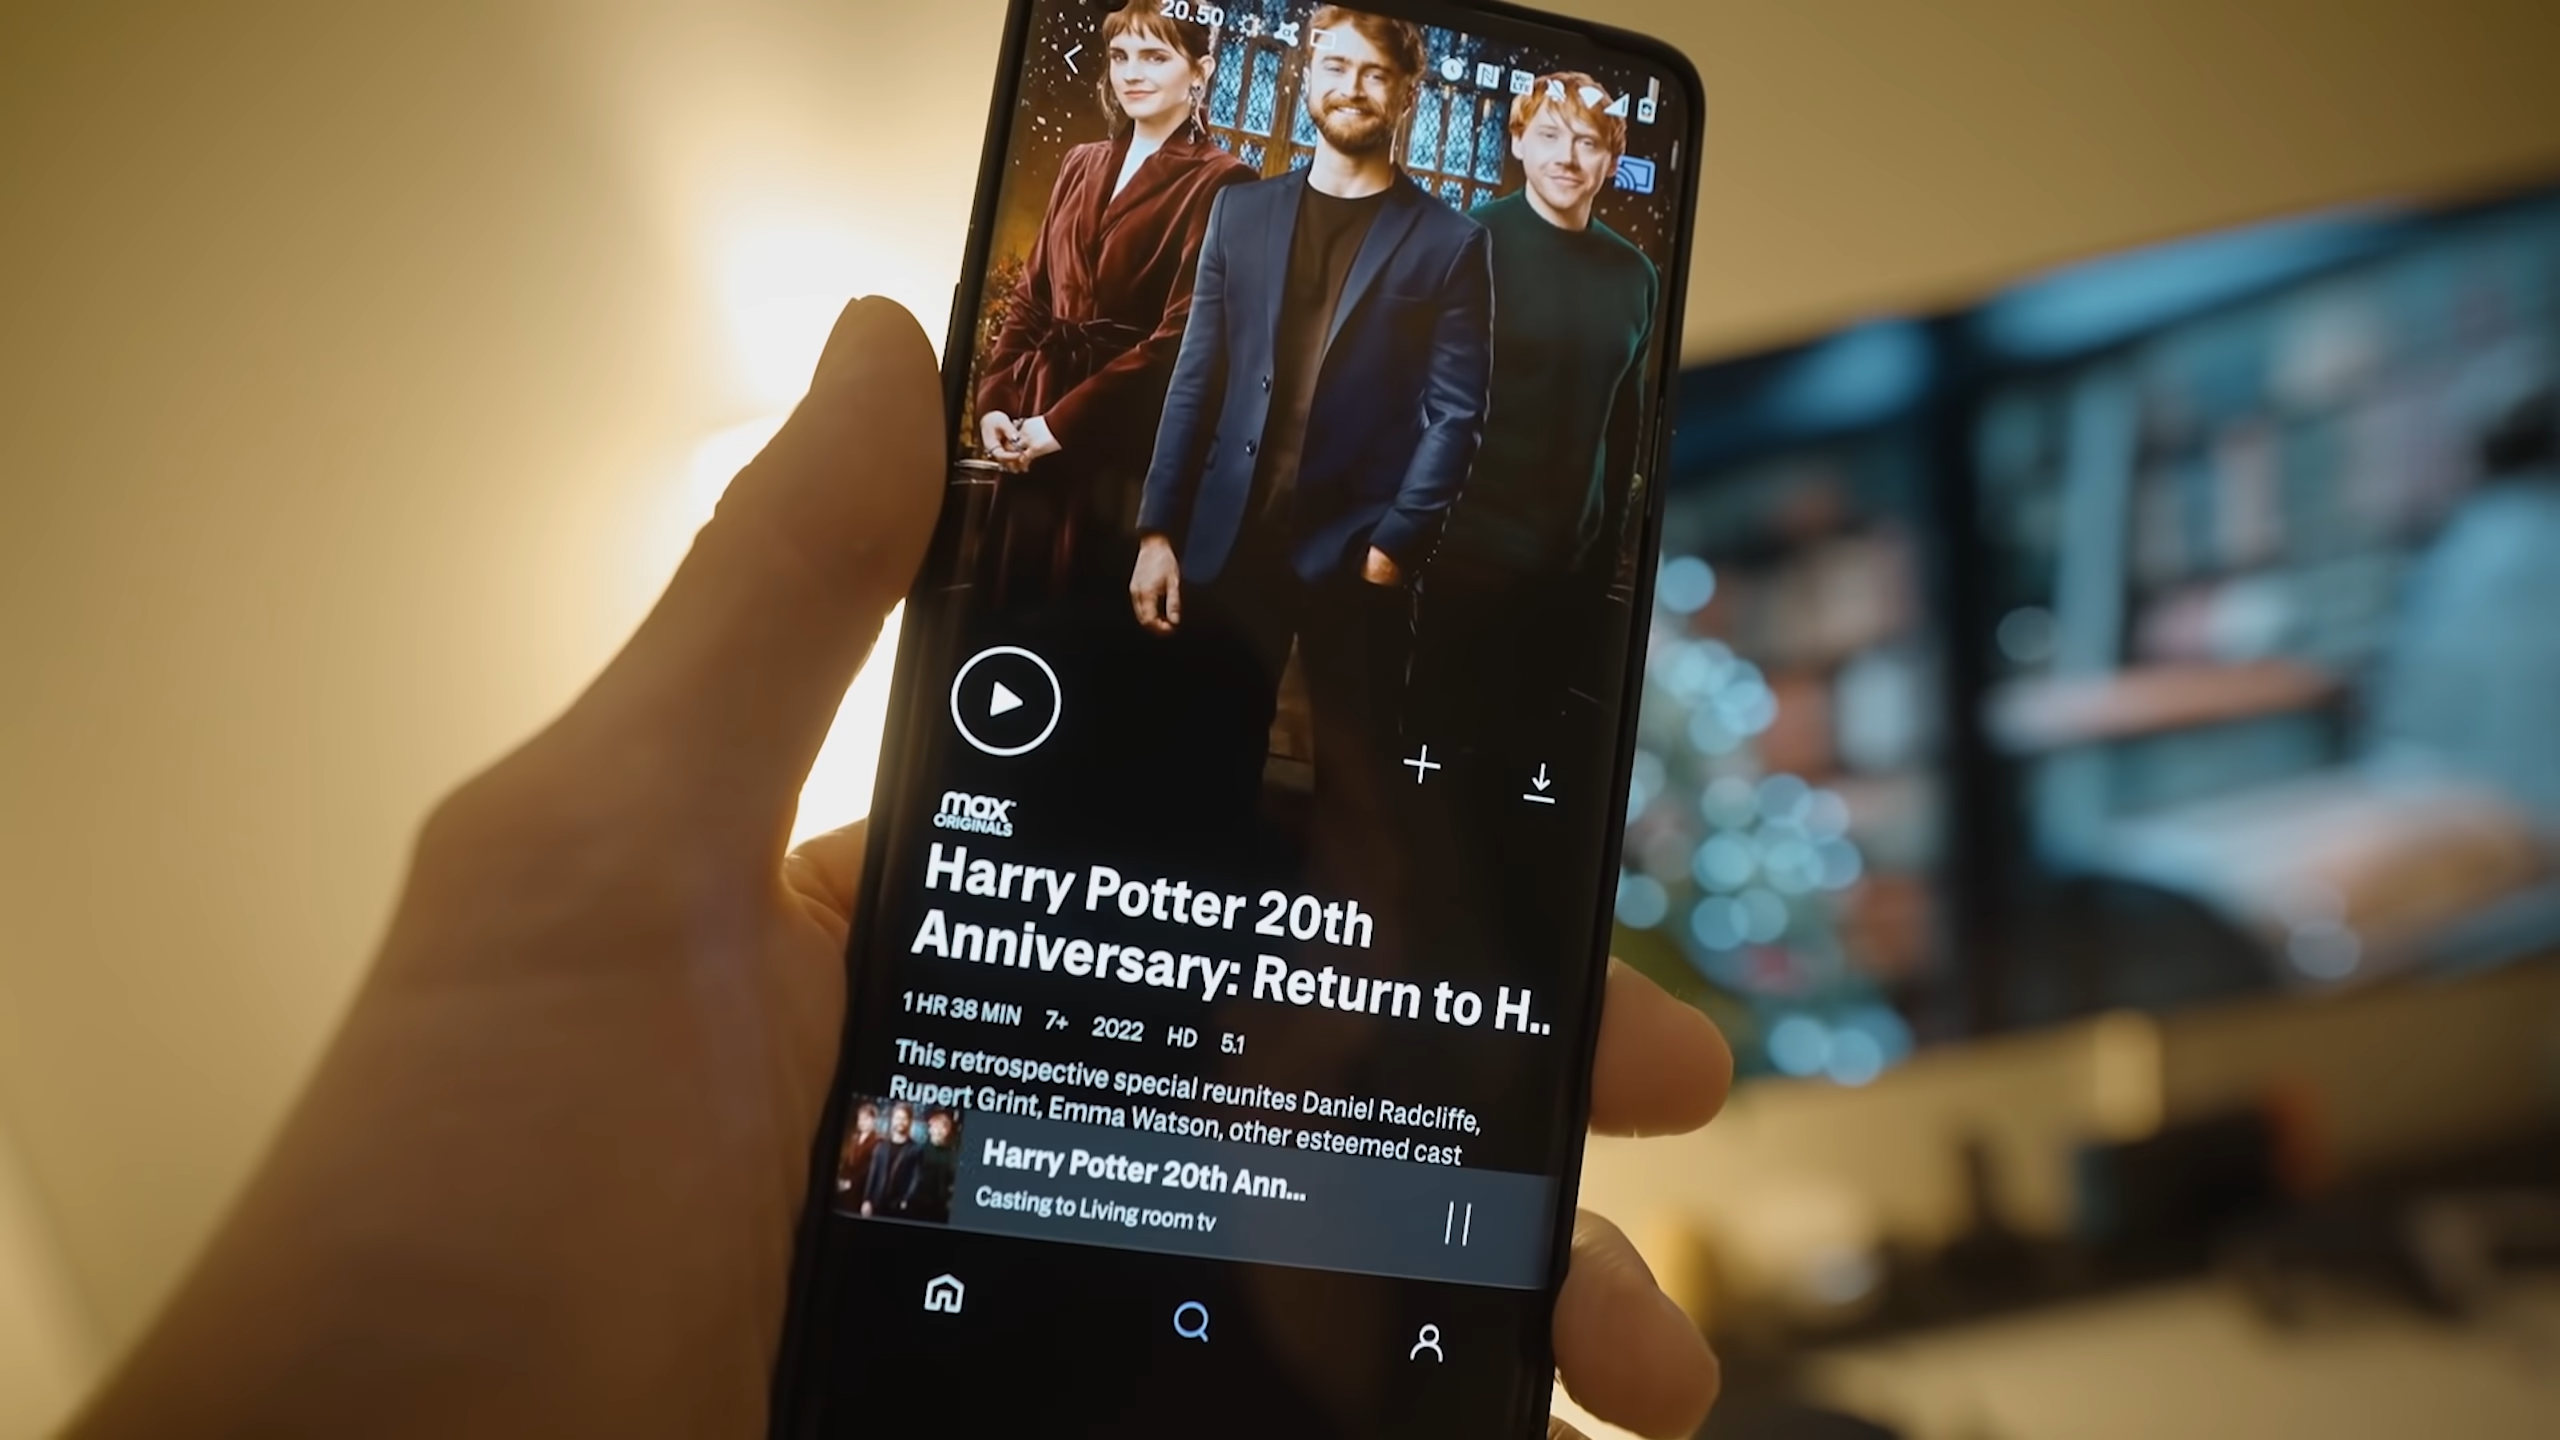 20.50
max
ORIGINALS
Harry Potter 20th
Anniversary: Return to H..
1 HR 38 MIN 7+ 2022 HD 5.1
This retrospective special reunites Daniel Radcliffe,
Rupert Grint, Emma Watson, other esteemed cast
Harry Potter 20th Ann...
Casting to Living room tv